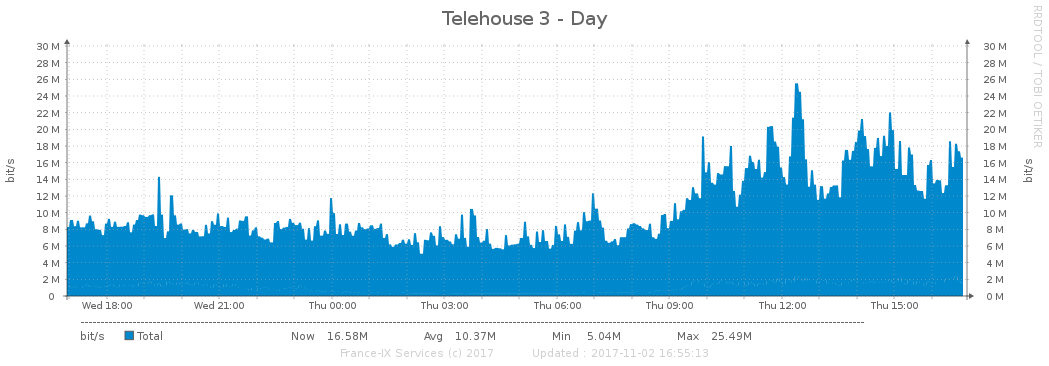 Telehouse 3 - Day
RRDTOOL / TOBI OETIKER
bit/s
30 M 30 M
28 M 28 M
26 M 26 M
24 M 24 M
22 M 22 M
20 M 20 M
18 M 18 M
16 M 16 M
14 M 14 M
12 M 12 M
10 M 10 M
8 M 8 M
6 M 6 M
4 M 4 M
2 M 2 M
0 0 M
bit/s
Wed 18:00 Wed 21:00 Thu 00:00 Thu 03:00 Thu 06:00 Thu 09:00 Thu 12:00 Thu 15:00
bit/s Total Now 16.58M Avg 10.37M Min 5.04M Max 25.49M
France-IX Services (c) 2017 Updated : 2017-11-02 16:55:13